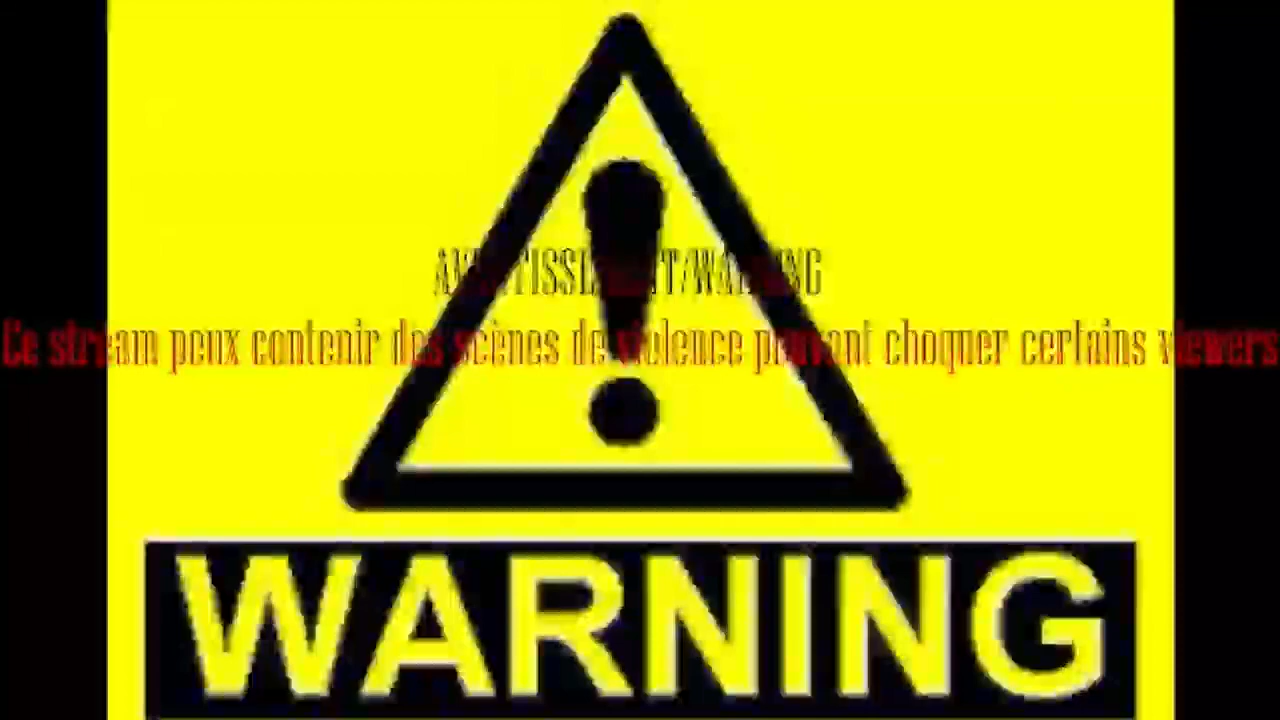 AVERTISSEMENT/WARNING
Ce stream peux contenir des scènes de violence pouvant choquer certains viewers
WARNING